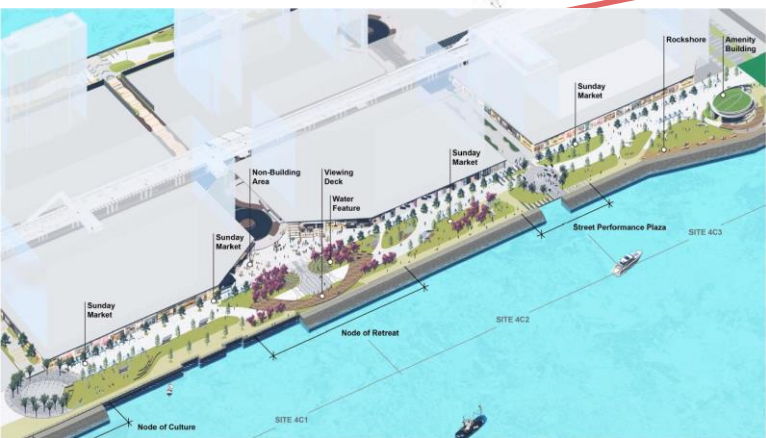 Rockshore
Amenity
Building
Sunday
Market
Sunday
Market
Non-Building
Area
Viewing
Deck
Water
Feature
Sunday
Market
Street Performance Plaza
SITE 4C3
Sunday
Market
SITE 4C2
Node of Retreat
SITE 4C1
Node of Culture